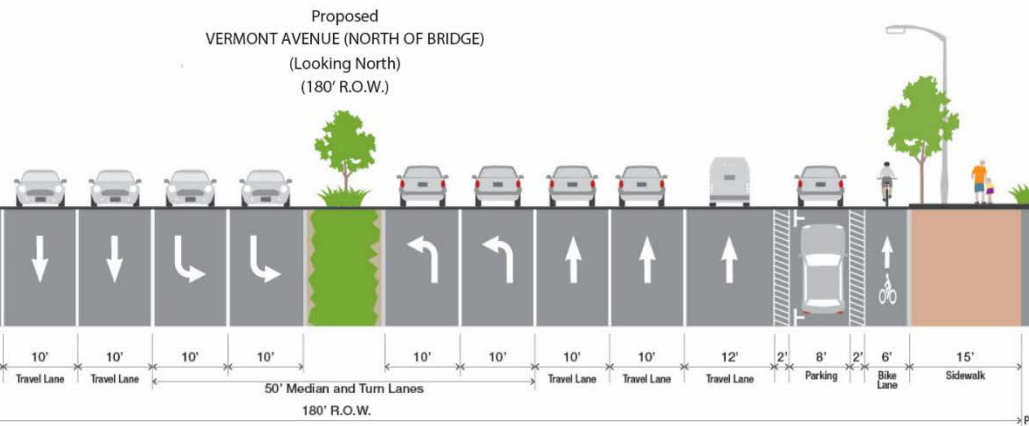 Proposed
VERMONT AVENUE (NORTH OF BRIDGE)
(Looking North)
(180' R.O.W.)
10' 10' 10' 10' 10' 10' 10' 10' 12' 2' 8' 2' 6' 15'
Travel Lane Travel Lane Travel Lane Travel Lane Travel Lane Parking Bike Sidewalk
Lane
50' Median and Turn Lanes
180' R.O.W.